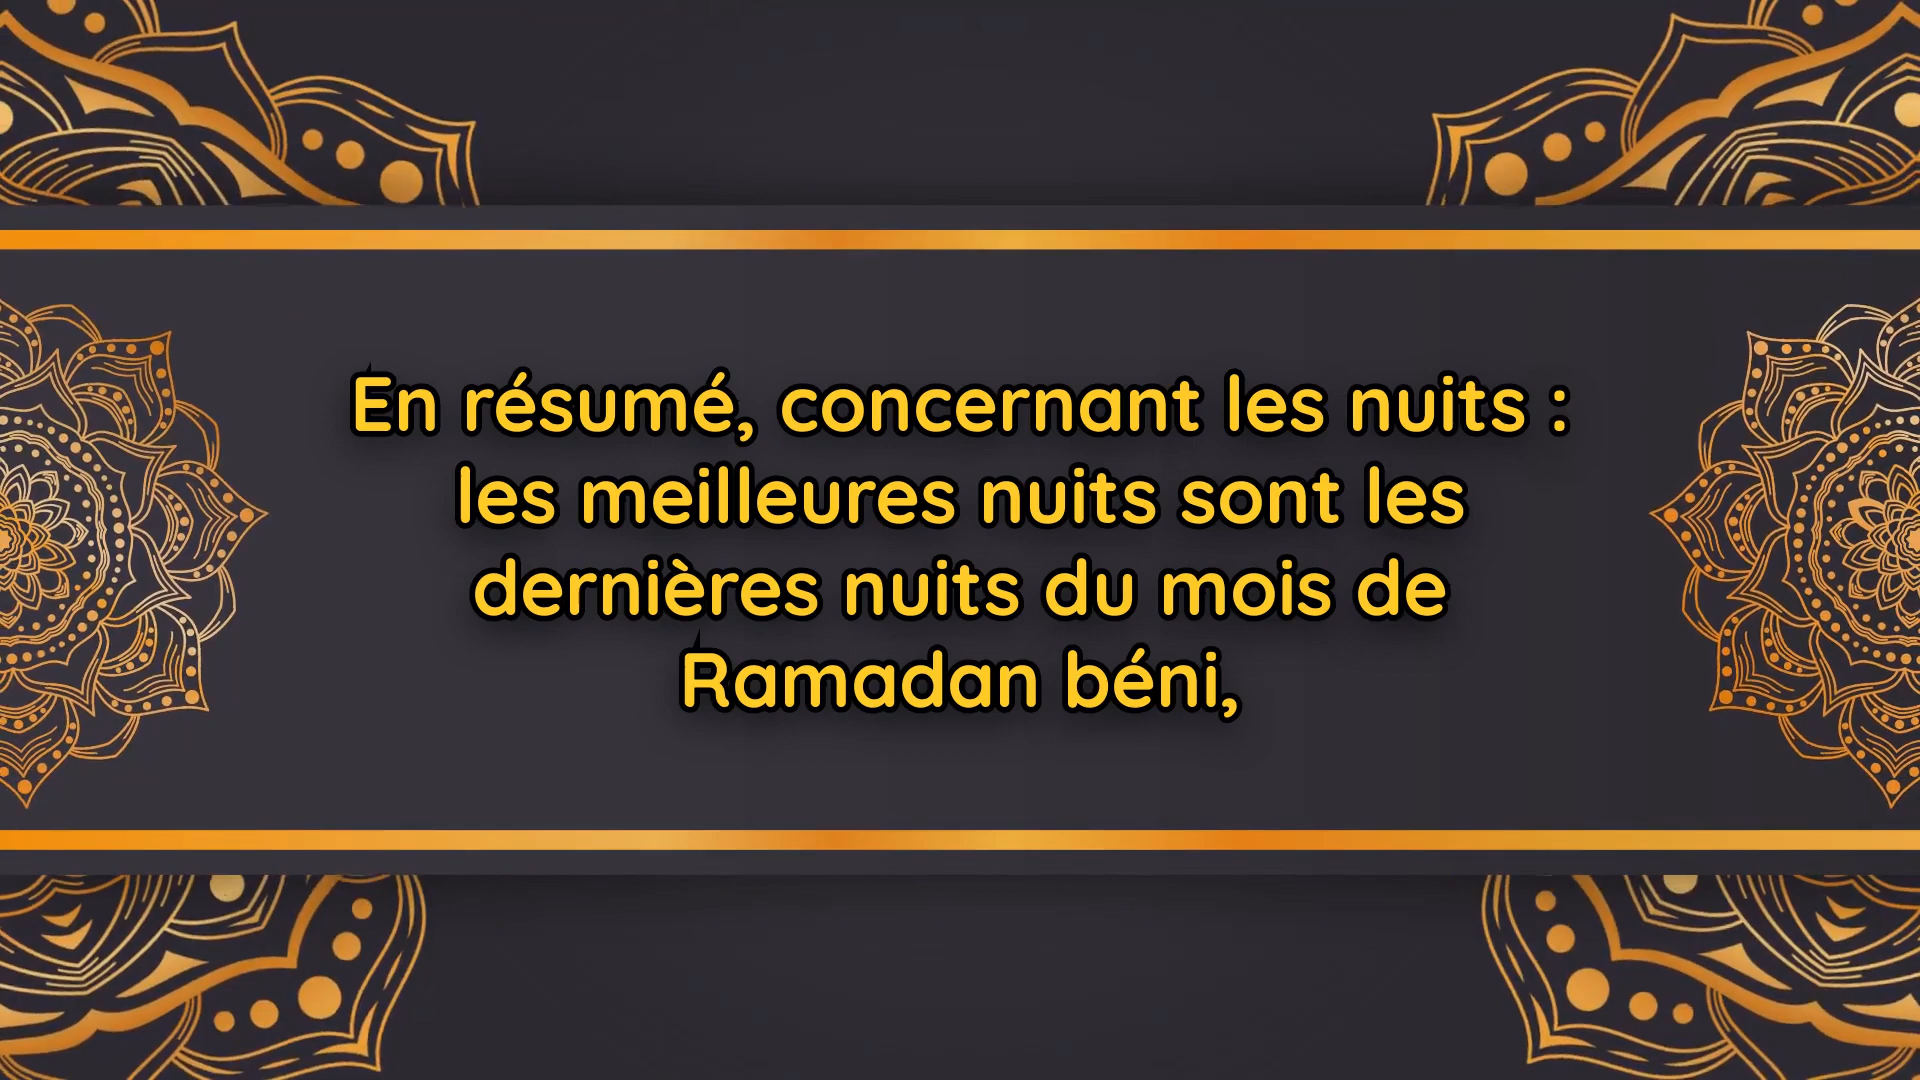 En résumé, concernant les nuits :
les meilleures nuits sont les
dernières nuits du mois de
Ramadan béni,